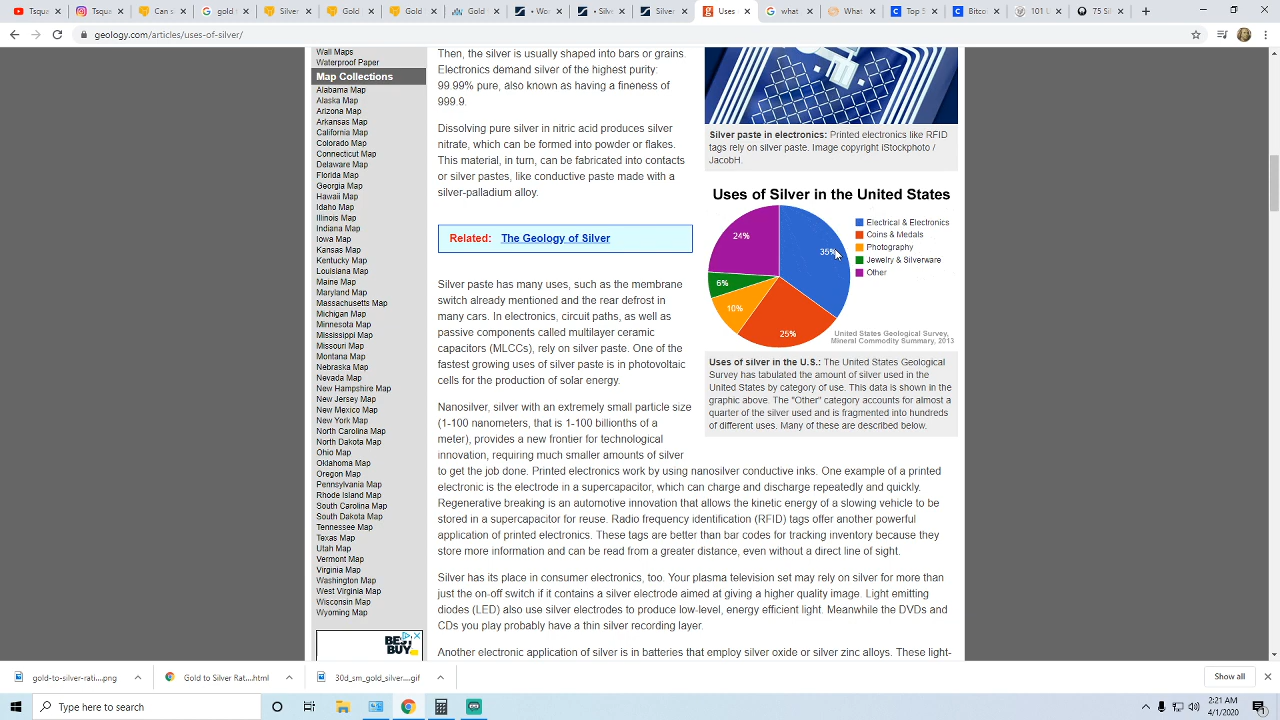 Tsque
Tsque
Can s
gold s
Silver
Gold
Gold
Gold
+ Wo
+ Silv
Silver
Uses
what
What
Top S
Bitco
101 U
75 Sil
geology.com/articles/uses-of-silver/
Wall Maps
Waterproof Paper
Map Collections
Alabama Map
Alaska Map
Arizona Map
Arkansas Map
California Map
Colorado Map
Connecticut Map
Delaware Map
Florida Map
Georgia Map
Hawaii Map
Idaho Map
Illinois Map
Indiana Map
Iowa Map
Kansas Map
Kentucky Map
Louisiana Map
Maine Map
Maryland Map
Massachusetts Map
Michigan Map
Minnesota Map
Mississippi Map
Missouri Map
Montana Map
Nebraska Map
Nevada Map
New Hampshire Map
New Jersey Map
New Mexico Map
New York Map
North Carolina Map
North Dakota Map
Ohio Map
Oklahoma Map
Oregon Map
Pennsylvania Map
Rhode Island Map
South Carolina Map
South Dakota Map
Tennessee Map
Texas Map
Utah Map
Vermont Map
Virginia Map
Washington Map
West Virginia Map
Wisconsin Map
Wyoming Map
BEST
BUY
Then, the silver is usually shaped into bars or grains.
Electronics demand silver of the highest purity:
99.99% pure, also known as having a fineness of
999.9.
Dissolving pure silver in nitric acid produces silver
nitrate, which can be formed into powder or flakes.
This material, in turn, can be fabricated into contacts
or silver pastes, like conductive paste made with a
silver-palladium alloy.
Related: The Geology of Silver
Silver paste has many uses, such as the membrane
switch already mentioned and the rear defrost in
many cars. In electronics, circuit paths, as well as
passive components called multilayer ceramic
capacitors (MLCCs), rely on silver paste. One of the
fastest growing uses of silver paste is in photovoltaic
cells for the production of solar energy.
Nanosilver, silver with an extremely small particle size
(1-100 nanometers, that is 1-100 billionths of a
meter), provides a new frontier for technological
innovation, requiring much smaller amounts of silver
to get the job done. Printed electronics work by using nanosilver conductive inks. One example of a printed
electronic is the electrode in a supercapacitor, which can charge and discharge repeatedly and quickly.
Regenerative breaking is an automotive innovation that allows the kinetic energy of a slowing vehicle to be
stored in a supercapacitor for reuse. Radio frequency identification (RFID) tags offer another powerful
application of printed electronics. These tags are better than bar codes for tracking inventory because they
store more information and can be read from a greater distance, even without a direct line of sight.
Silver has its place in consumer electronics, too. Your plasma television set may rely on silver for more than
just the on-off switch if it contains a silver electrode aimed at giving a higher quality image. Light emitting
diodes (LED) also use silver electrodes to produce low-level, energy efficient light. Meanwhile the DVDs and
CDs you play probably have a thin silver recording layer.
Another electronic application of silver is in batteries that employ silver oxide or silver zinc alloys. These light-
Silver paste in electronics: Printed electronics like RFID
tags rely on silver paste. Image copyright iStockphoto /
JacobH.
Uses of Silver in the United States
24%
35%
6%
10%
25%
Electrical & Electronics
Coins & Medals
Photography
Jewelry & Silverware
Other
United States Geological Survey,
Mineral Commodity Summary, 2013
Uses of silver in the U.S.: The United States Geological
Survey has tabulated the amount of silver used in the
United States by category of use. This data is shown in the
graphic above. The "Other" category accounts for almost a
quarter of the silver used and is fragmented into hundreds
of different uses. Many of these are described below.
gold-to-silver-rati....png
Gold to Silver Rat....html
30d_sm_gold_silver....gif
Show all
Type here to search
2:21 AM
4/1/2020